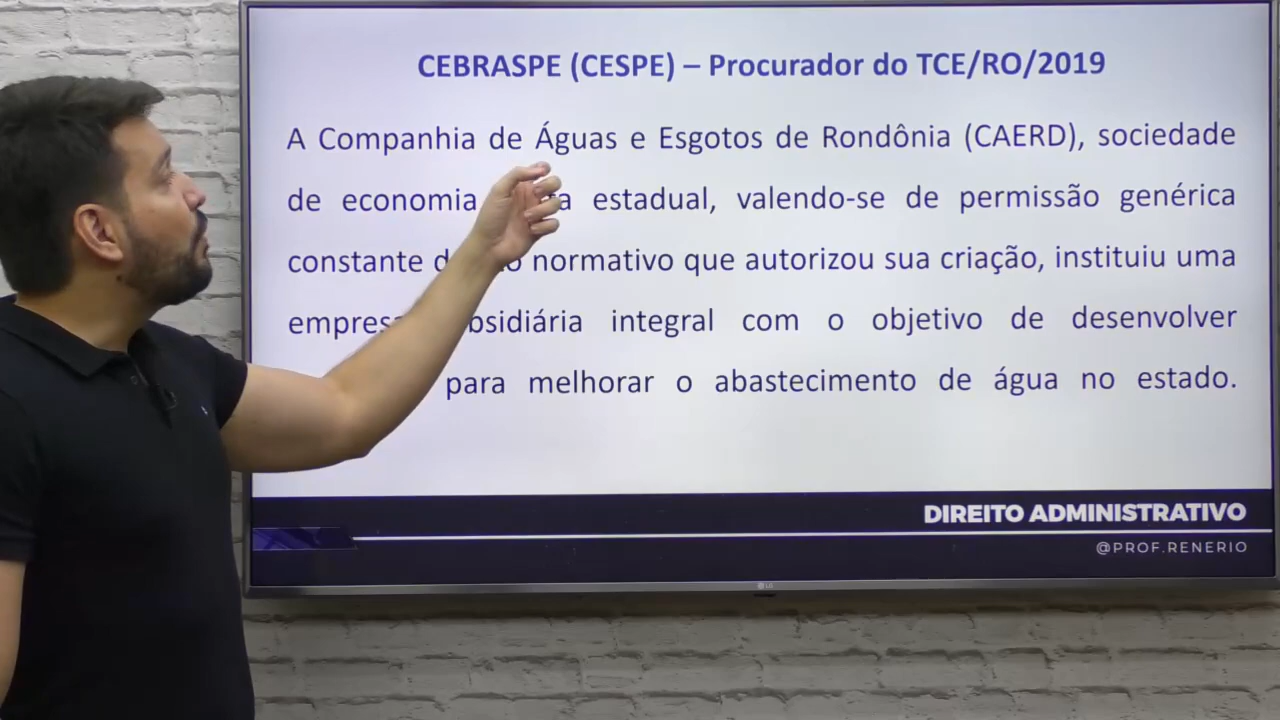 CEBRASPE (CESPE) – Procurador do TCE/RO/2019
A Companhia de Águas e Esgotos de Rondônia (CAERD), sociedade
de economia estadual, valendo-se de permissão genérica
constante normativo que autorizou sua criação, instituiu uma
integral com o objetivo de desenvolver
para melhorar o abastecimento de água no estado.
DIREITO ADMINISTRATIVO
@PROF.RENERIO
LG